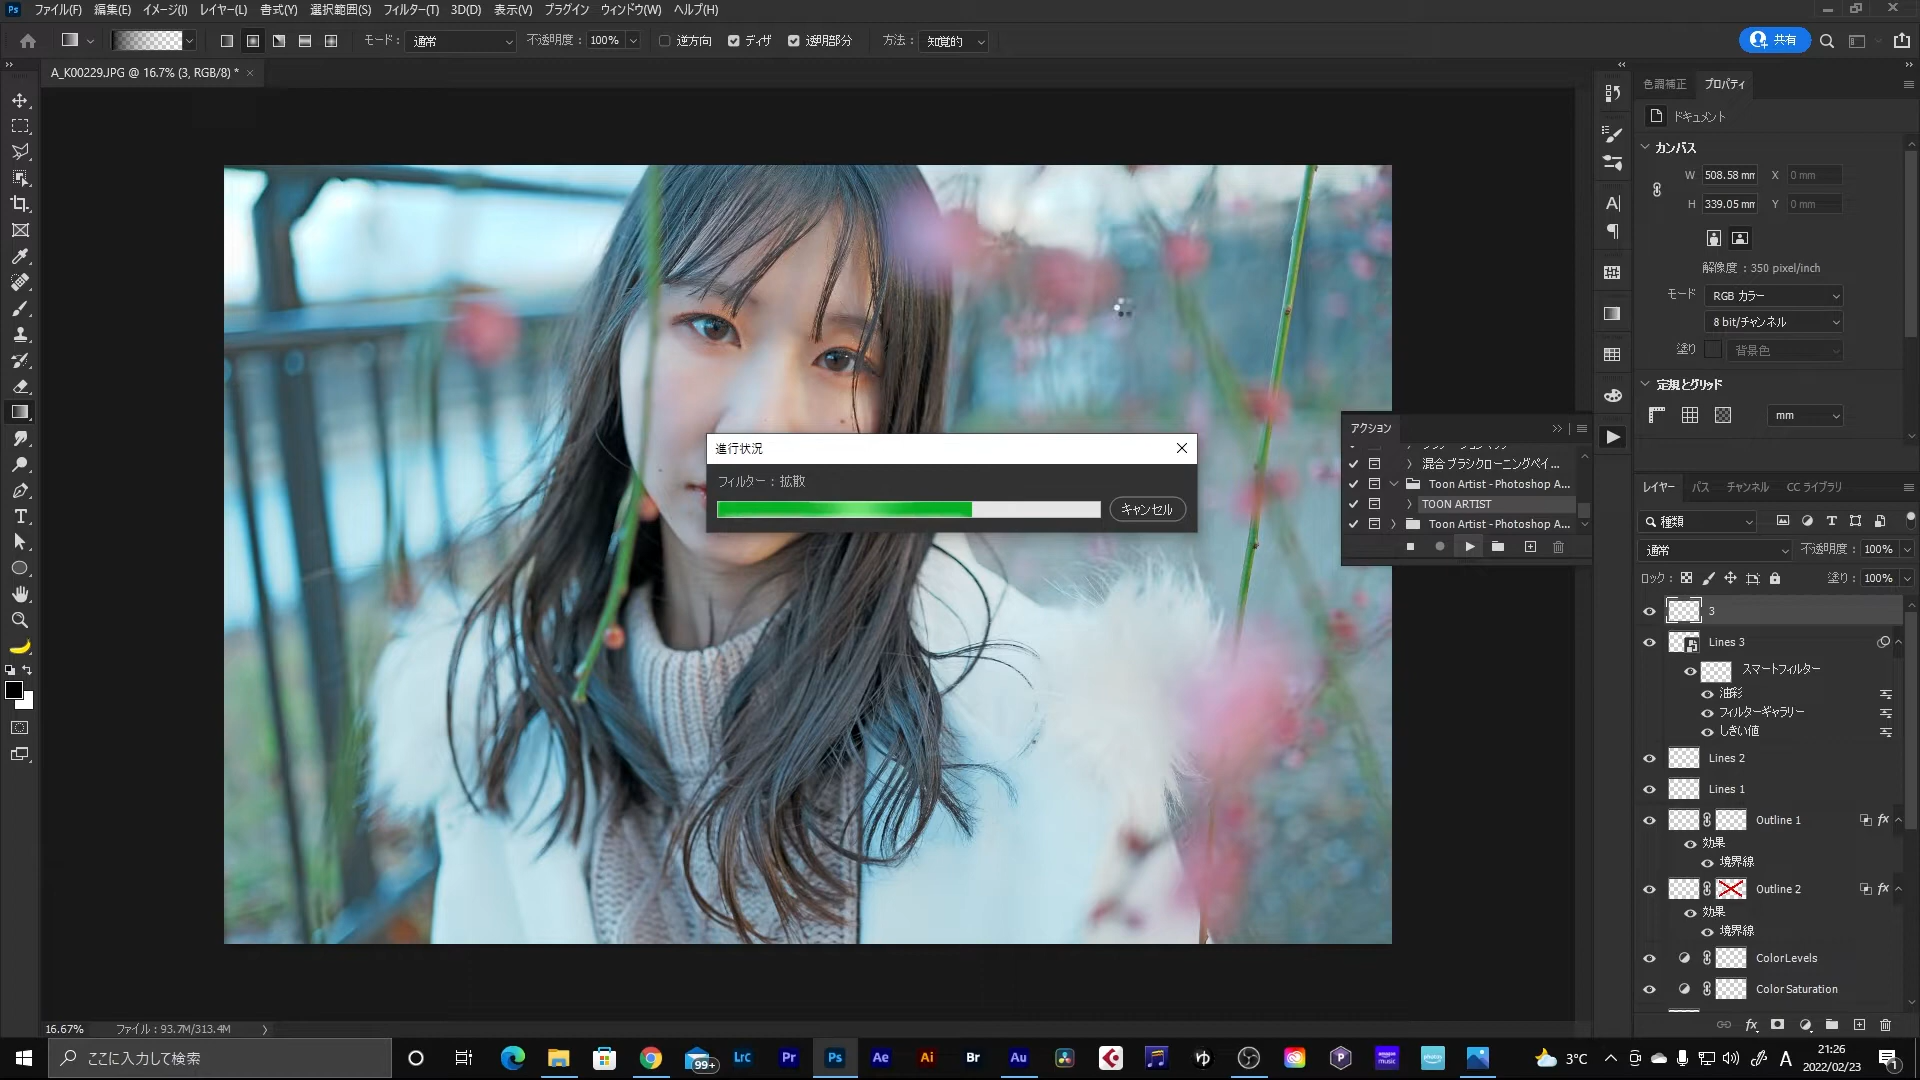 Ps ファイル(F) 編集(E) イメージ(I) レイヤー(L) 書式(Y) 選択範囲(S) フィルター(T) 3D(D) 表示(V) プラグイン ウィンドウ(W) ヘルプ(H)
モード : 通常 不透明度 : 100% 逆方向 ディザ 透明部分 方法 : 知覚的 共有
A_K00229.JPG @ 16.7% (3, RGB/8) * ×
色調補正 プロパティ
ドキュメント
カンバス
W 508.58 mm X 0 mm
H 339.05 mm Y 0 mm
解像度 : 350 pixel/inch
モード RGB カラー
8 bit/チャンネル
塗り 背景色
定規とグリッド
mm
進行状況
フィルター : 拡散
キャンセル
アクション
混合 ブラシクローニングペイ...
Toon Artist - Photoshop A...
TOON ARTIST
Toon Artist - Photoshop A...
レイヤー パス チャンネル CC ライブラリ
種類
通常 不透明度 : 100%
ロック : 塗り : 100%
3
Lines 3
スマートフィルター
油彩
フィルターギャラリー
しきい値
Lines 2
Lines 1
Outline 1 fx
効果
境界線
Outline 2 fx
効果
境界線
ColorLevels
Color Saturation
16.67% ファイル : 93.7M/313.4M
ここに入力して検索
99+ LrC Pr Ps Ae Ai Br Au
3°C A 21:26
2022/02/23 1